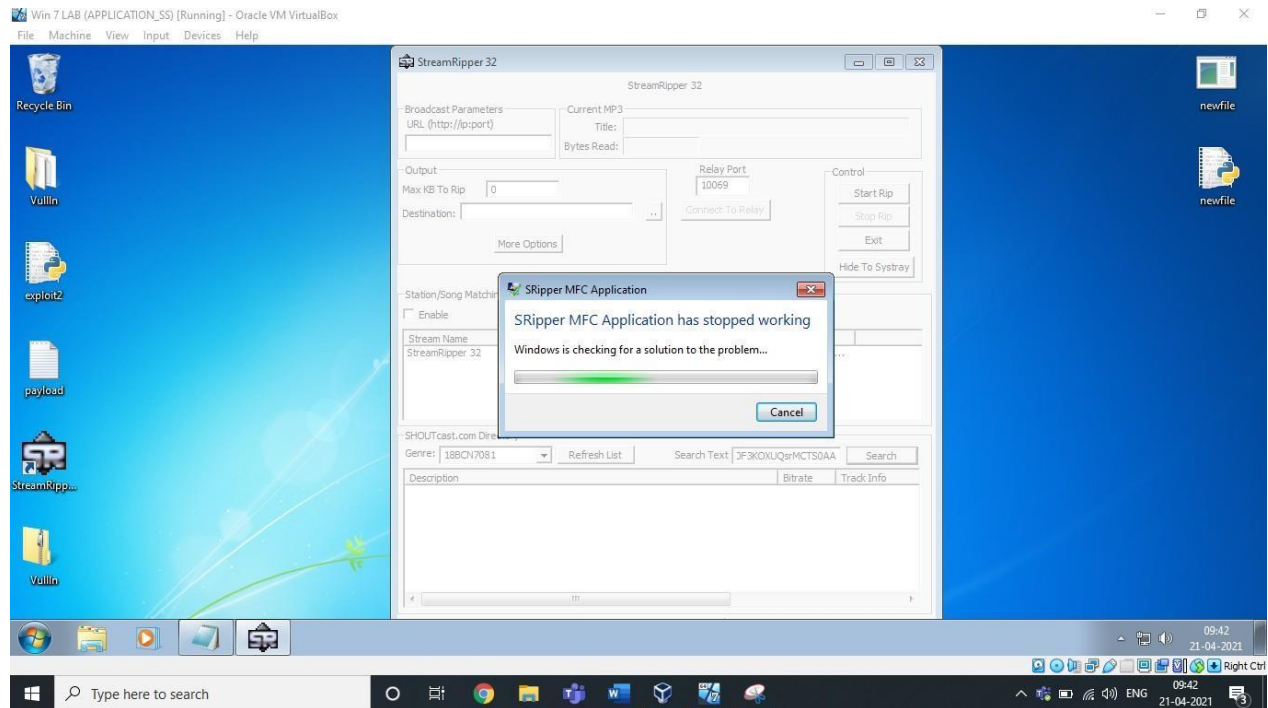 Win 7 LAB (APPLICATION_SS) [Running] - Oracle VM VirtualBox
File Machine View Input Devices Help
Recycle Bin
Vullln
exploit2
payload
StreamRipp...
Vullln
newfile
newfile
StreamRipper 32
StreamRipper 32
Broadcast Parameters
URL (http://ip:port)
Current MP3
Title:
Bytes Read:
Output
Max KB To Rip 0
Destination: ..
More Options
Relay Port
10069
Connect To Relay
Control
Start Rip
Stop Rip
Exit
Hide To Systray
Station/Song Matchin
Enable
Stream Name
StreamRipper 32
...
SRipper MFC Application
SRipper MFC Application has stopped working
Windows is checking for a solution to the problem...
Cancel
SHOUTcast.com Dire
Genre: 18BCN7081 Refresh List Search Text Search
Description Bitrate Track Info
09:42
21-04-2021
Right Ctrl
Type here to search
ENG
09:42
21-04-2021
3